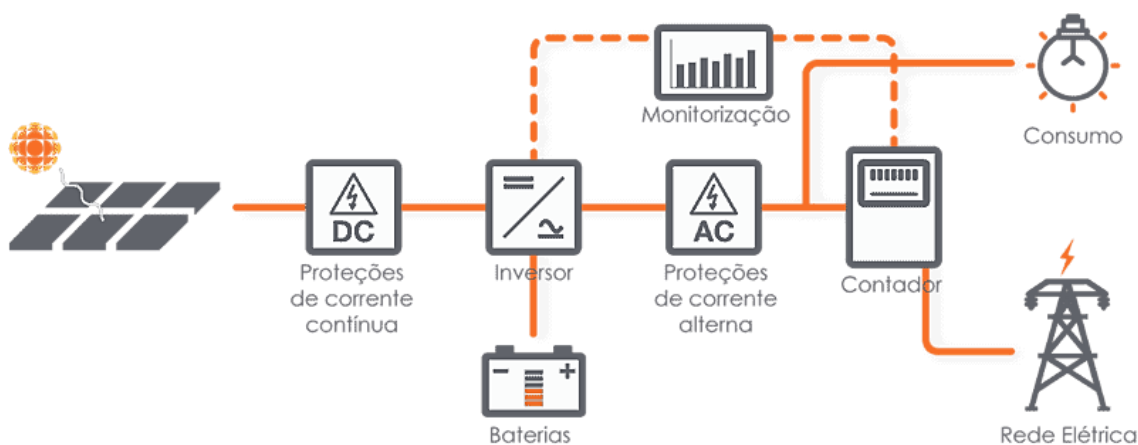 Monitorização
Consumo
DC
AC
Proteções
de corrente
contínua
Inversor
Proteções
de corrente
alterna
Contador
- +
Baterias
Rede Elétrica